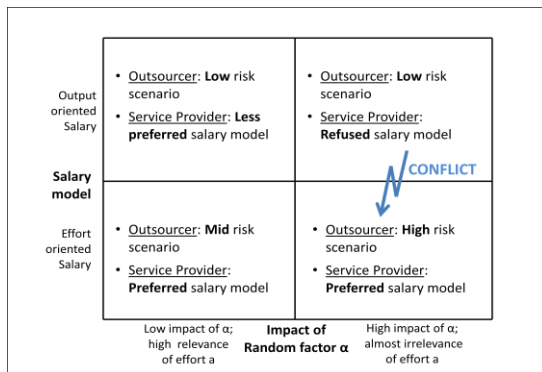 Output
oriented
Salary
• Outsourcer: Low risk
scenario
• Service Provider: Less
preferred salary model
• Outsourcer: Low risk
scenario
• Service Provider:
Refused salary model
CONFLICT
Salary
model
Effort
oriented
Salary
• Outsourcer: Mid risk
scenario
• Service Provider:
Preferred salary model
• Outsourcer: High risk
scenario
• Service Provider:
Preferred salary model
Low impact of α;
high relevance
of effort a
Impact of
Random factor α
High impact of α;
almost irrelevance
of effort a